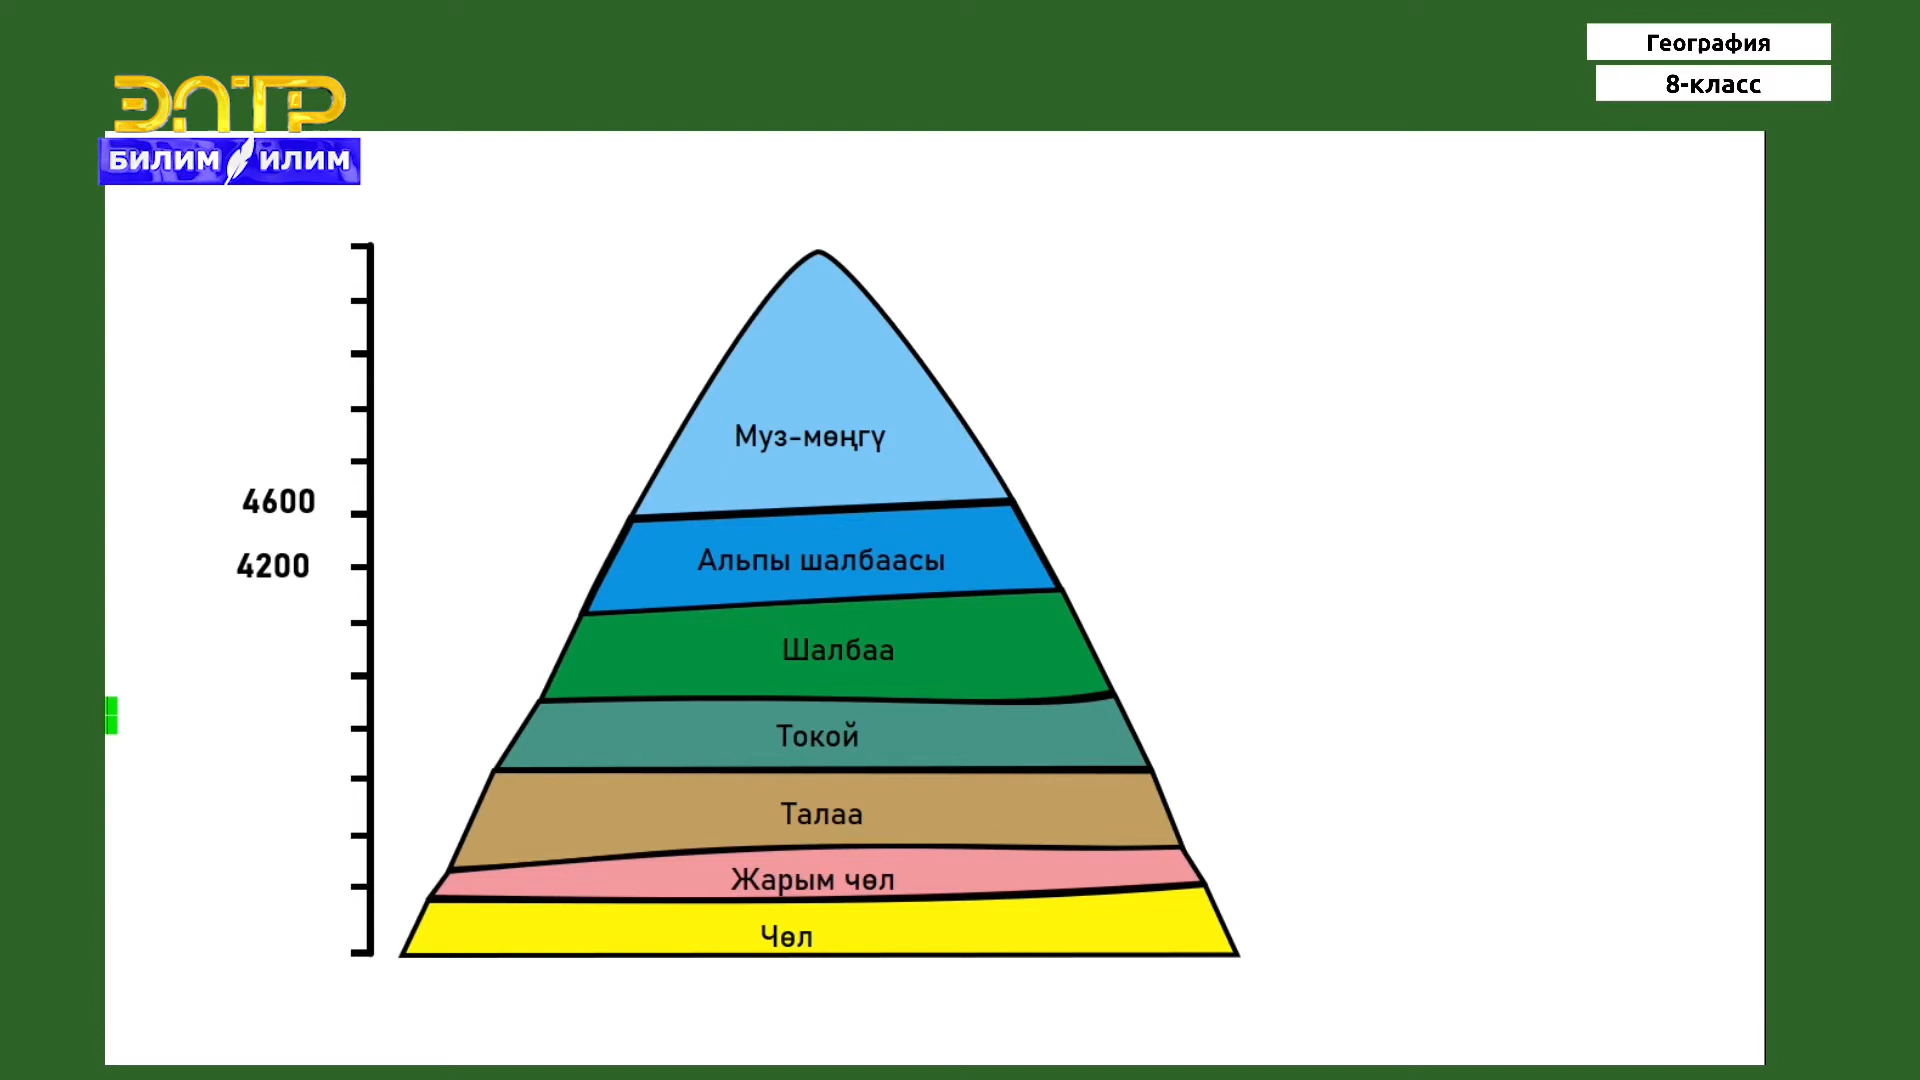 География
8-класс
ЭЛТР
БИЛИМ ИЛИМ
4600
4200
Муз-мөңгү
Альпы шалбаасы
Шалбаа
Токой
Талаа
Жарым чөл
Чөл